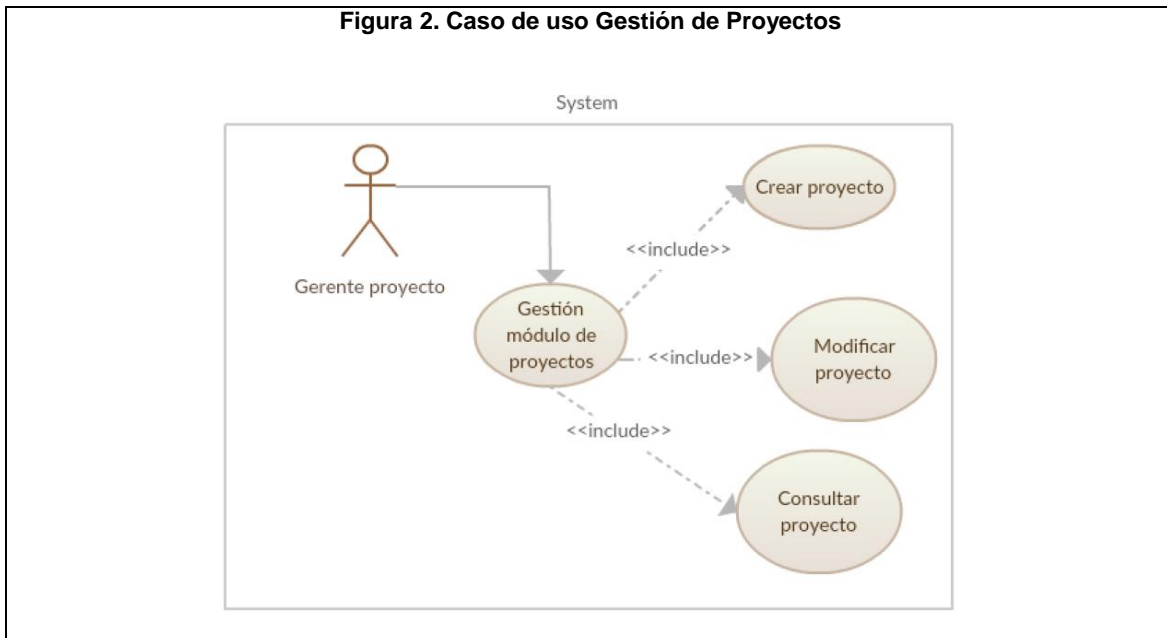 Figura 2. Caso de uso Gestión de Proyectos
System
Crear proyecto
<<include>>
Gerente proyecto
Gestión
módulo de
proyectos
<<include>>
Modificar
proyecto
<<include>>
Consultar
proyecto